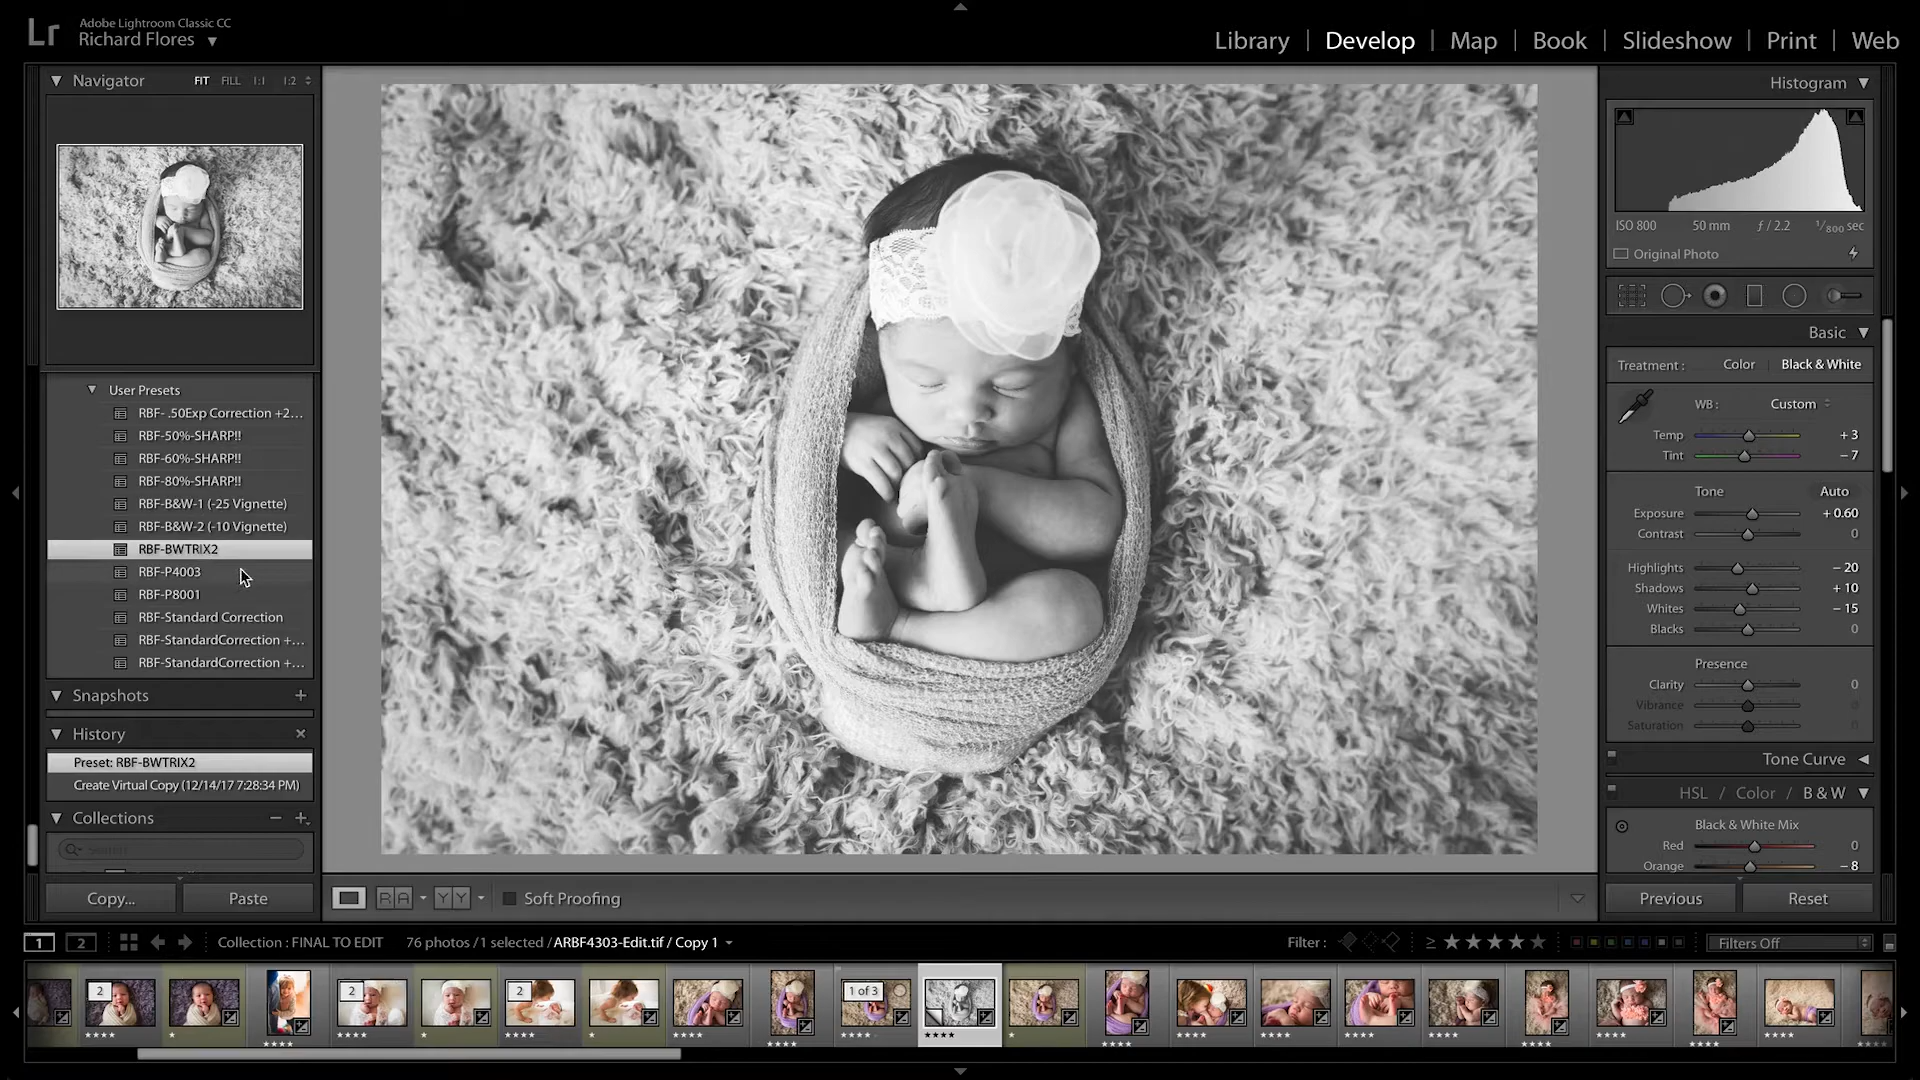 Lr Adobe Lightroom Classic CC
Richard Flores
Library | Develop | Map | Book | Slideshow | Print | Web
Navigator FIT FILL 1:1 1:2
User Presets
RBF- .50Exp Correction +2...
RBF-50%-SHARP!!
RBF-60%-SHARP!!
RBF-80%-SHARP!!
RBF-B&W-1 (-25 Vignette)
RBF-B&W-2 (-10 Vignette)
RBF-BWTRIX2
RBF-P4003
RBF-P8001
RBF-Standard Correction
RBF-StandardCorrection +...
RBF-StandardCorrection +...
Snapshots +
History ×
Preset: RBF-BWTRIX2
Create Virtual Copy (12/14/17 7:28:34 PM)
Collections − +
Search
Copy... Paste
R A Y Y Soft Proofing
Histogram
ISO 800 50 mm ƒ / 2.2 1/800 sec
Original Photo
Basic
Treatment : Color | Black & White
WB : Custom
Temp + 3
Tint − 7
Tone Auto
Exposure + 0.60
Contrast 0
Highlights − 20
Shadows + 10
Whites − 15
Blacks 0
Presence
Clarity 0
Vibrance 0
Saturation 0
Tone Curve
HSL / Color / B & W
Black & White Mix
Red 0
Orange − 8
Previous Reset
1 2 Collection : FINAL TO EDIT 76 photos / 1 selected / ARBF4303-Edit.tif / Copy 1 Filter : ≥ ★★★★★ Filters Off
2 2 2 1 of 3